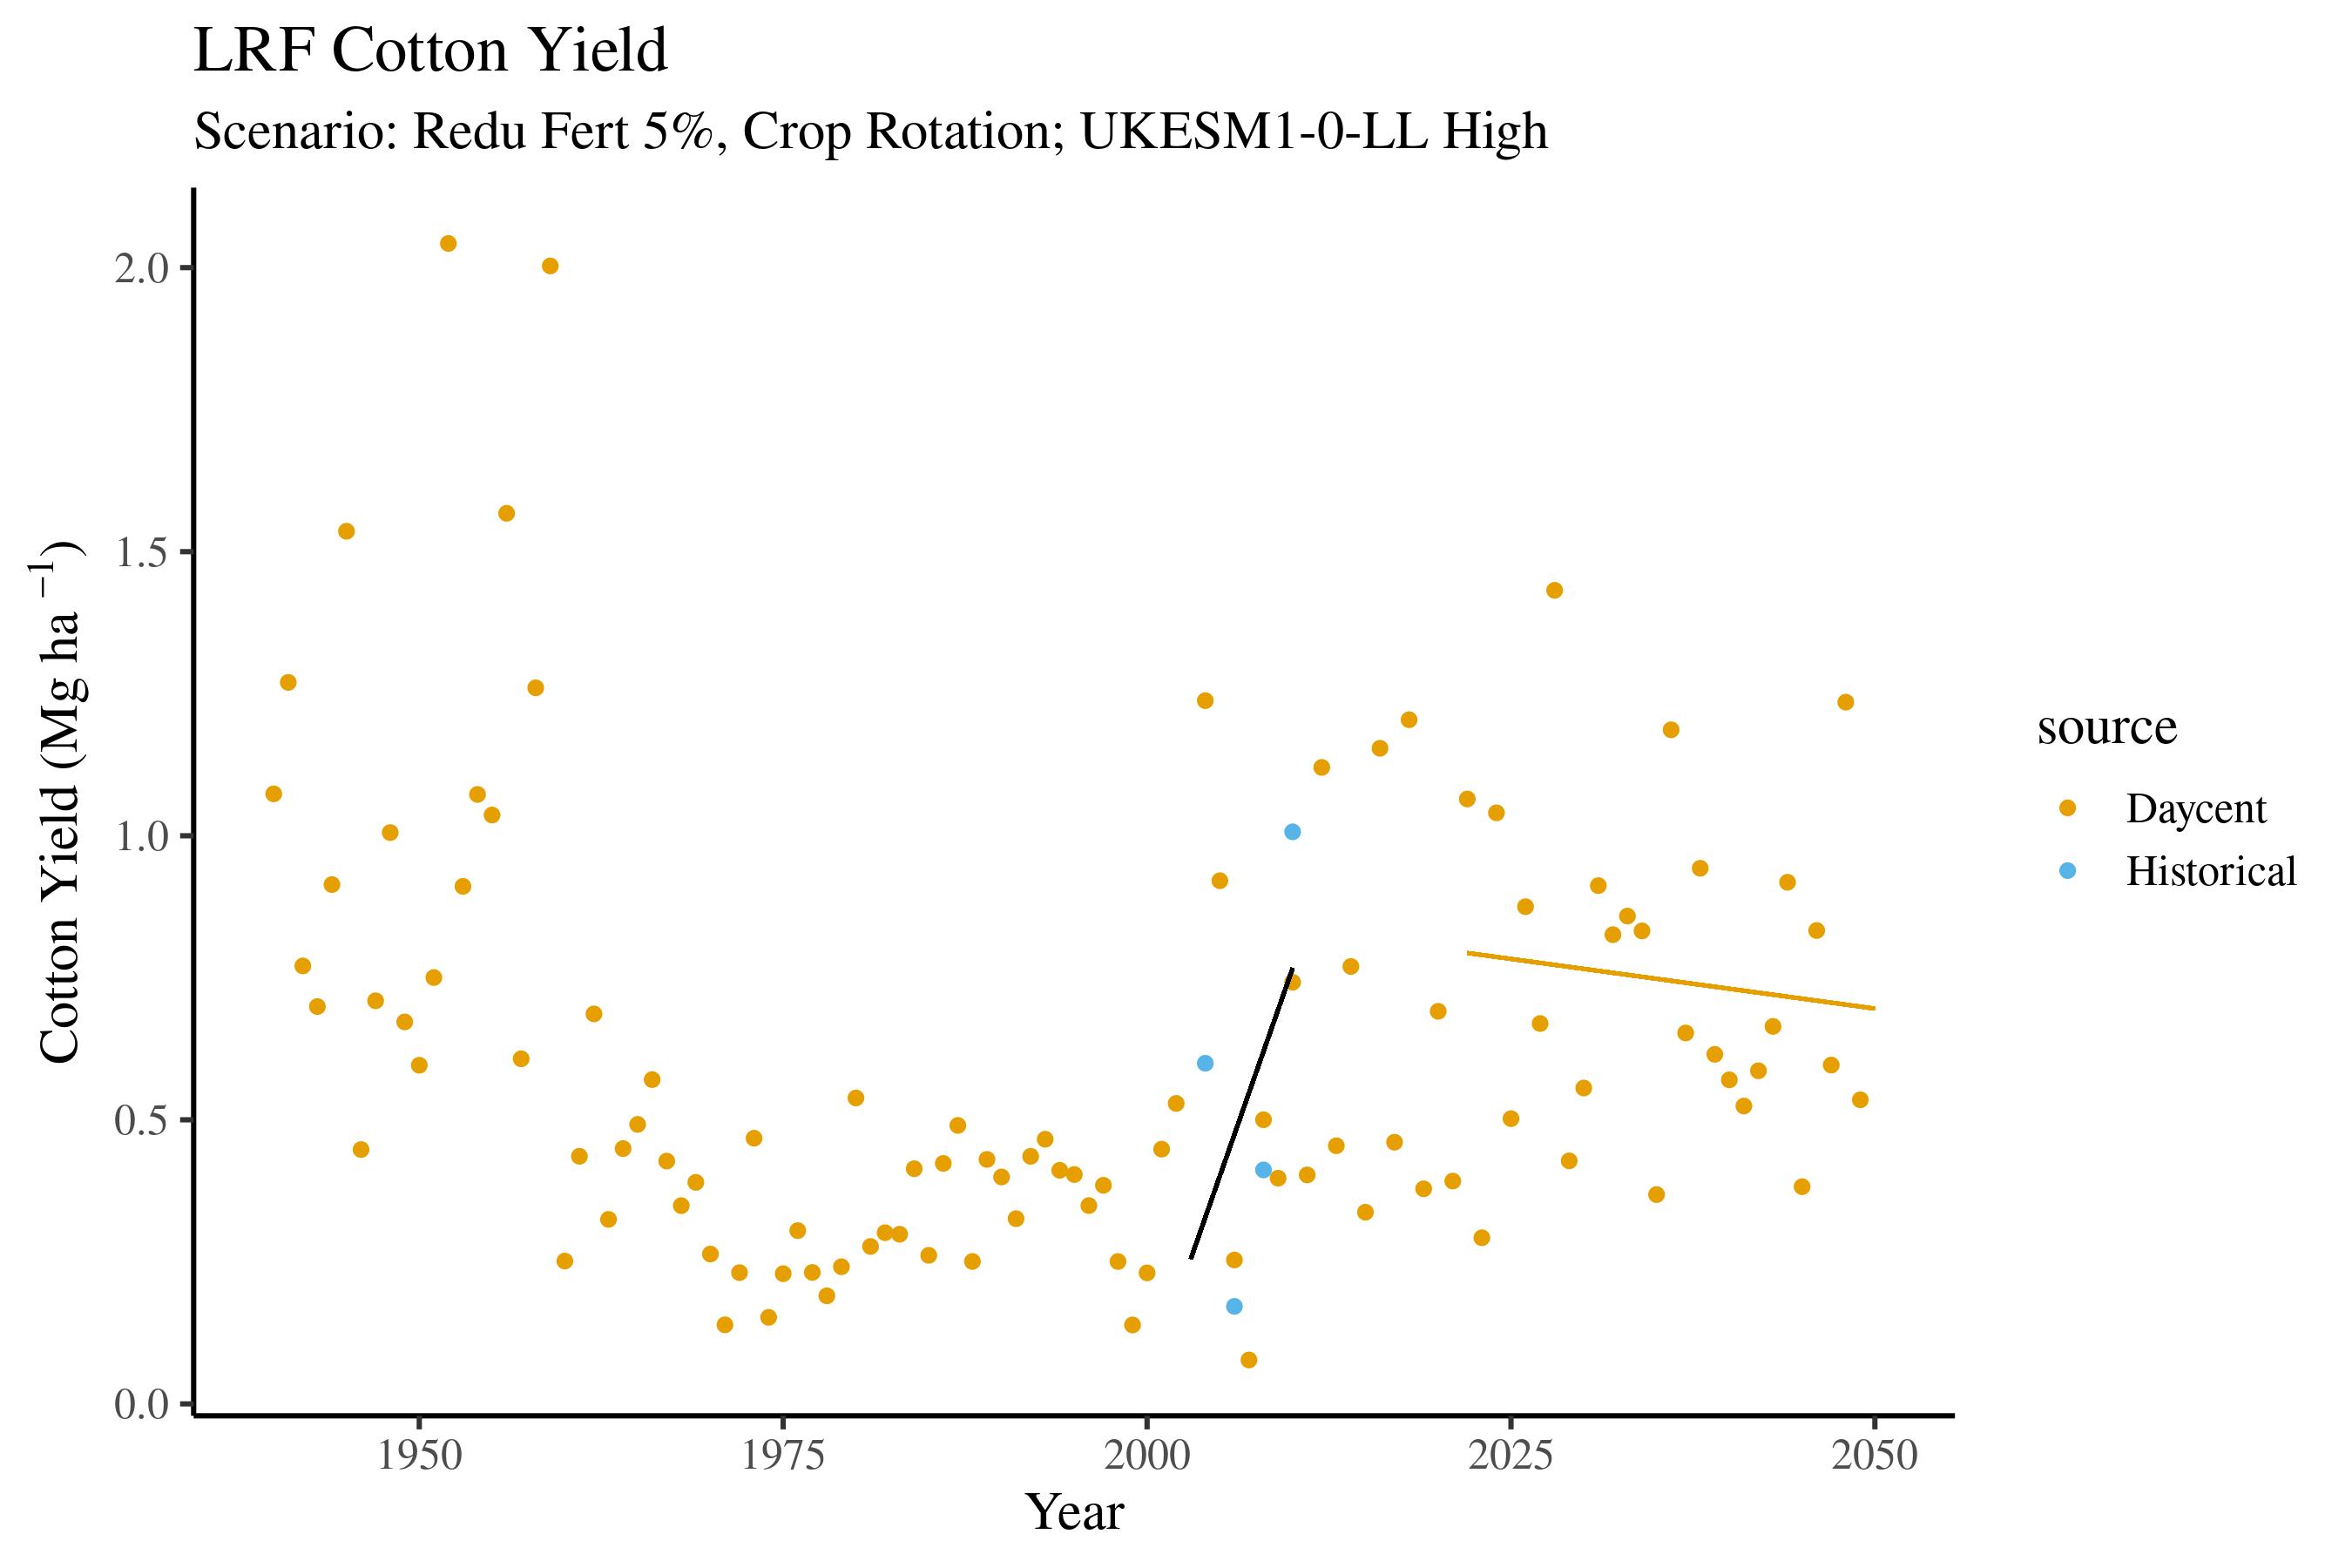 LRF Cotton Yield
Scenario: Redu Fert 5%, Crop Rotation; UKESM1-0-LL High
Cotton Yield (Mg ha⁻¹)
2.0
1.5
1.0
0.5
0.0
1950 1975 2000 2025 2050
Year
source
Daycent
Historical